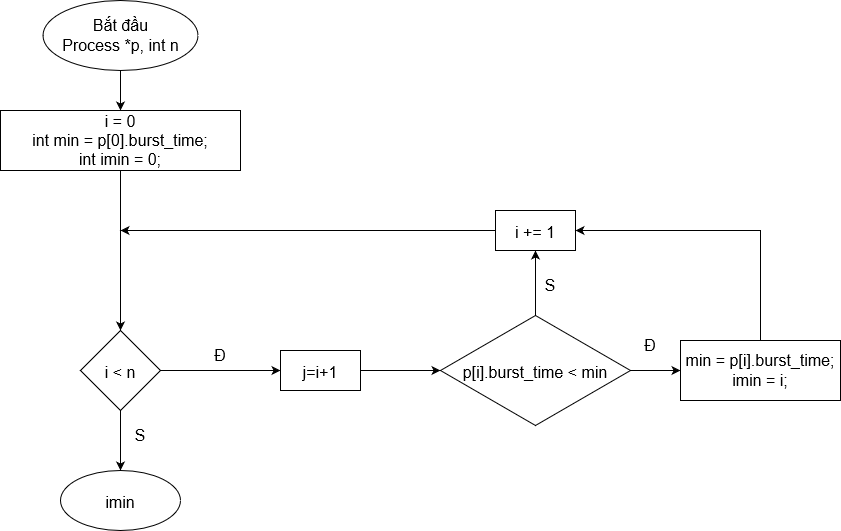 Bắt đầu
Process *p, int n
i = 0
int min = p[0].burst_time;
int imin = 0;
i += 1
S
Đ
Đ
i < n
j=i+1
p[i].burst_time < min
min = p[i].burst_time;
imin = i;
S
imin